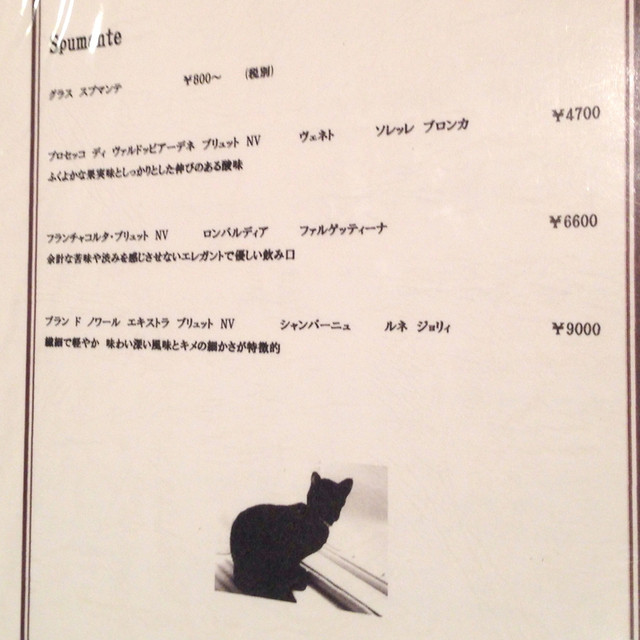 Spumante
グラス スプマンテ ¥800～ (税別)
プロセッコ ディ ヴァルドッビアーデネ ブリュット NV ヴェネト ソレッレ ブロンカ ¥4700
ふくよかな果実味としっかりとした伸びのある酸味
フランチャコルタ・ブリュット NV ロンバルディア ファルゲッティーナ ¥6600
余計な苦味や渋みを感じさせないエレガントで優しい飲み口
ブラン ド ノワール エキストラ ブリュット NV シャンパーニュ ルネ ジョリィ ¥9000
繊細で軽やか 味わい深い風味とキメの細かさが特徴的